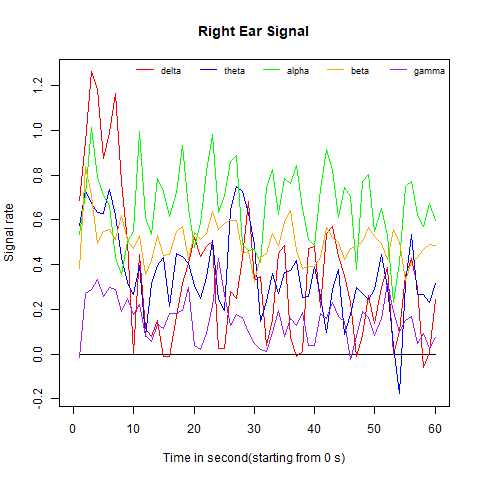 Right Ear Signal
delta theta alpha beta gamma
Signal rate
1.2
1.0
0.8
0.6
0.4
0.2
0.0
-0.2
0 10 20 30 40 50 60
Time in second(starting from 0 s)